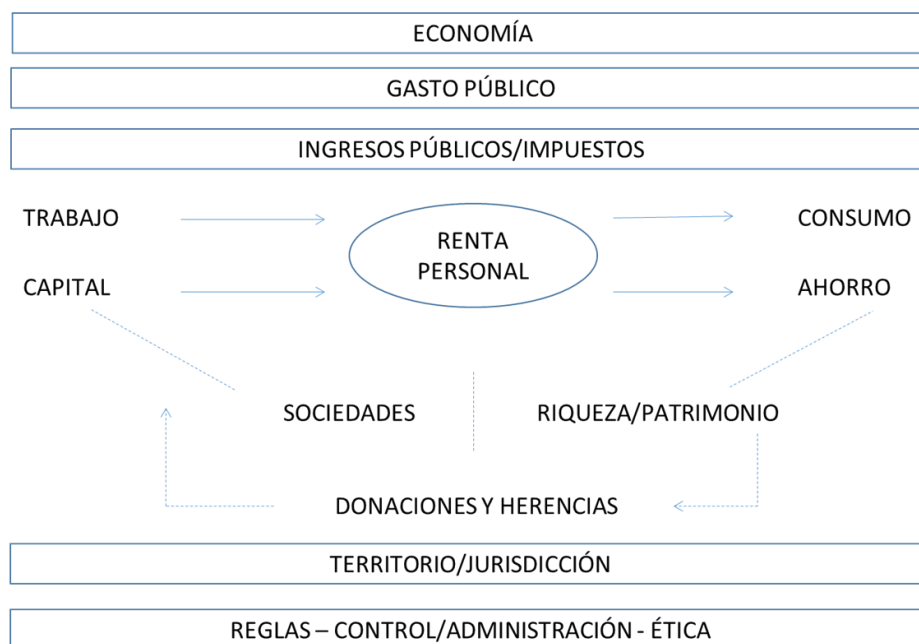 ECONOMÍA
GASTO PÚBLICO
INGRESOS PÚBLICOS/IMPUESTOS
TRABAJO
RENTA
PERSONAL
CONSUMO
CAPITAL
AHORRO
SOCIEDADES
RIQUEZA/PATRIMONIO
DONACIONES Y HERENCIAS
TERRITORIO/JURISDICCIÓN
REGLAS – CONTROL/ADMINISTRACIÓN - ÉTICA